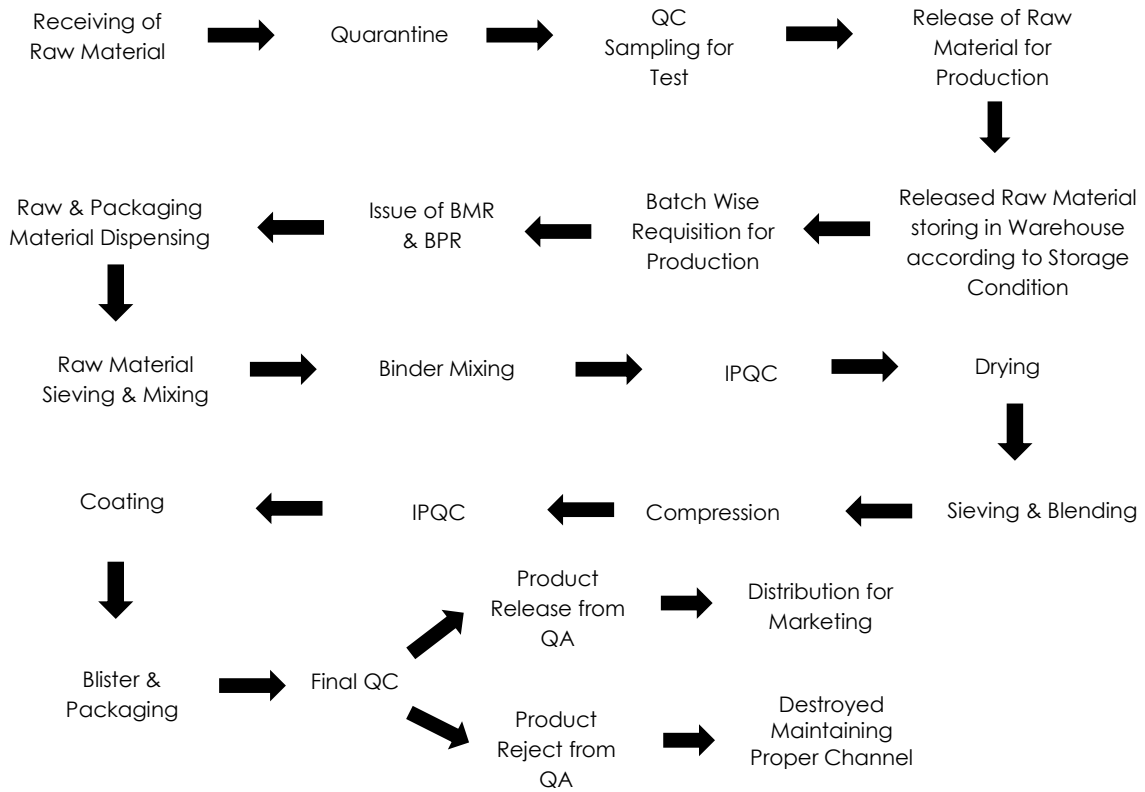 Receiving of
Raw Material
Quarantine
QC
Sampling for
Test
Release of Raw
Material for
Production
Released Raw Material
storing in Warehouse
according to Storage
Condition
Batch Wise
Requisition for
Production
Issue of BMR
& BPR
Raw & Packaging
Material Dispensing
Raw Material
Sieving & Mixing
Binder Mixing
IPQC
Drying
Sieving & Blending
Compression
IPQC
Coating
Blister &
Packaging
Final QC
Product
Release from
QA
Distribution for
Marketing
Product
Reject from
QA
Destroyed
Maintaining
Proper Channel